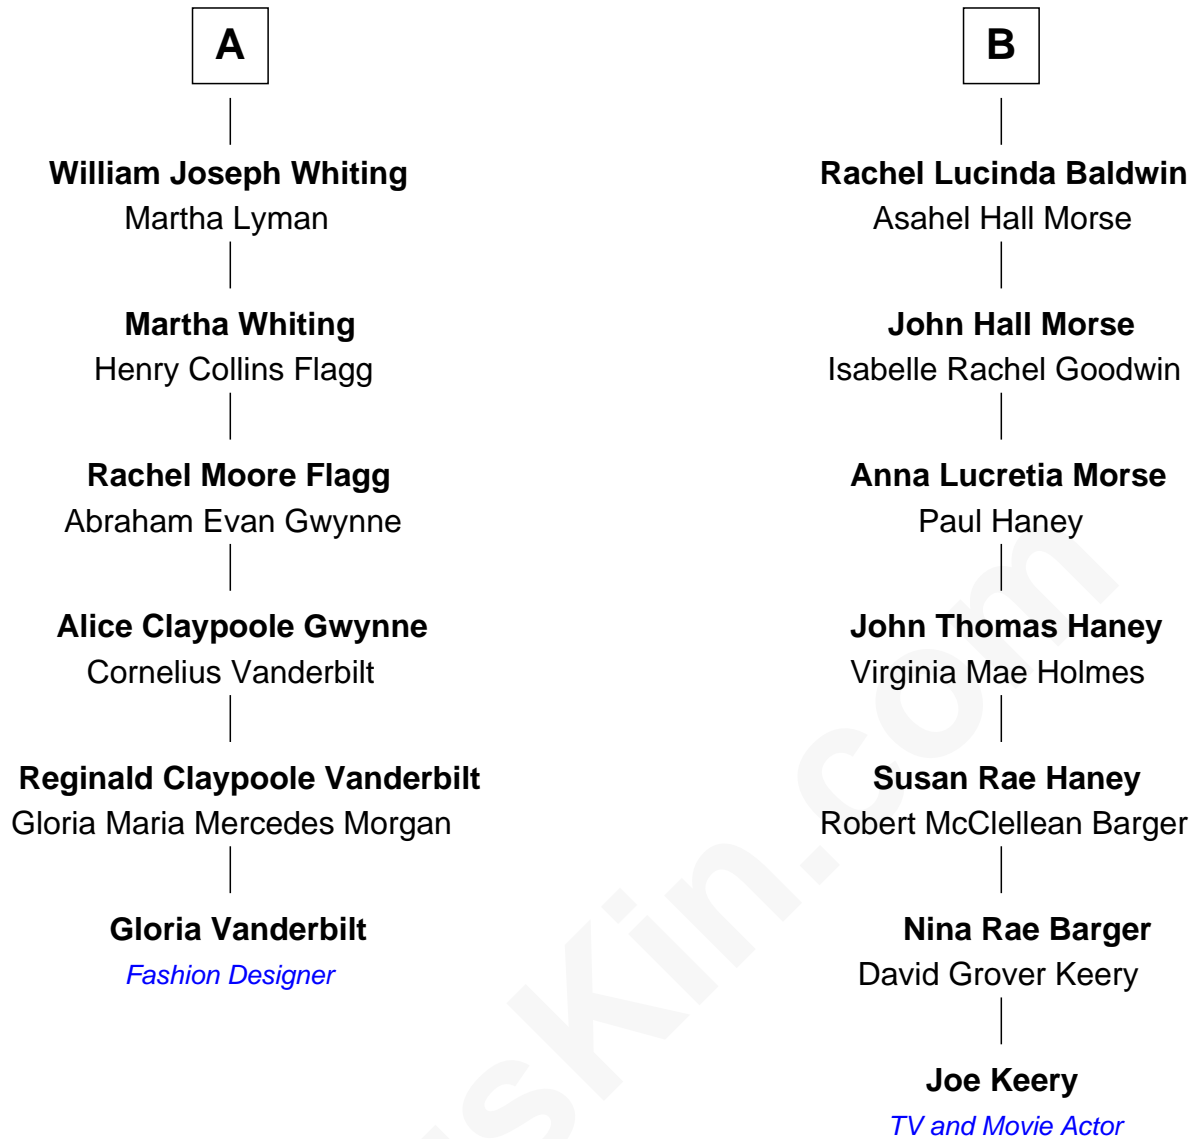 A
William Joseph Whiting
Martha Lyman
Martha Whiting
Henry Collins Flagg
Rachel Moore Flagg
Abraham Evan Gwynne
Alice Claypoole Gwynne
Cornelius Vanderbilt
Reginald Claypoole Vanderbilt
Gloria Maria Mercedes Morgan
Gloria Vanderbilt
Fashion Designer
B
Rachel Lucinda Baldwin
Asahel Hall Morse
John Hall Morse
Isabelle Rachel Goodwin
Anna Lucretia Morse
Paul Haney
John Thomas Haney
Virginia Mae Holmes
Susan Rae Haney
Robert McClellean Barger
Nina Rae Barger
David Grover Keery
Joe Keery
TV and Movie Actor
sKin.com